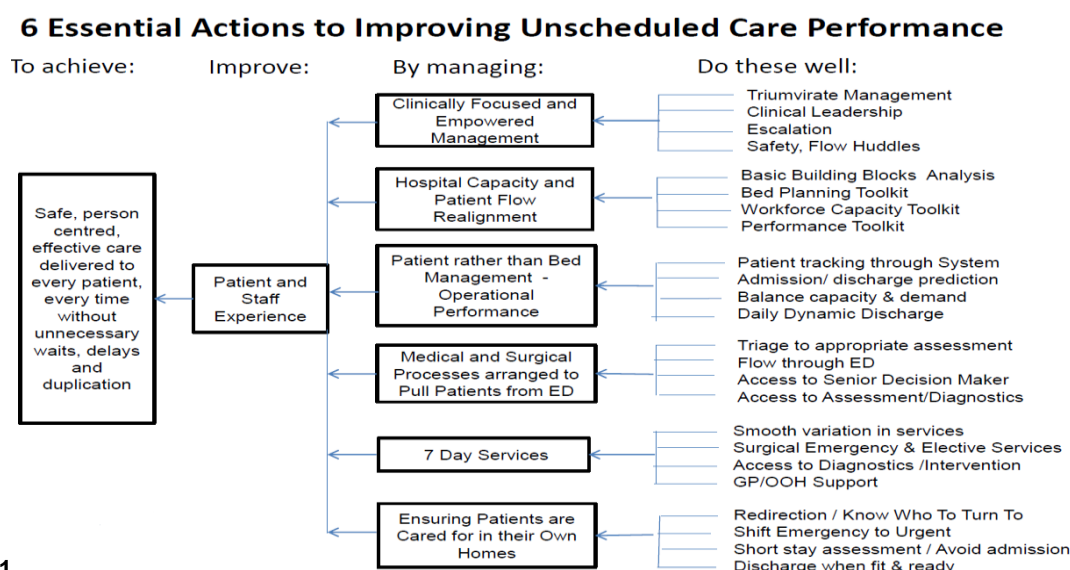 6 Essential Actions to Improving Unscheduled Care Performance
To achieve:
Improve:
By managing:
Do these well:
Safe, person
centred,
effective care
delivered to
every patient,
every time
without
unnecessary
waits, delays
and
duplication
Patient and
Staff
Experience
Clinically Focused and
Empowered
Management
Triumvirate Management
Clinical Leadership
Escalation
Safety, Flow Huddles
Hospital Capacity and
Patient Flow
Realignment
Basic Building Blocks Analysis
Bed Planning Toolkit
Workforce Capacity Toolkit
Performance Toolkit
Patient rather than Bed
Management -
Operational
Performance
Patient tracking through System
Admission/ discharge prediction
Balance capacity & demand
Daily Dynamic Discharge
Medical and Surgical
Processes arranged to
Pull Patients from ED
Triage to appropriate assessment
Flow through ED
Access to Senior Decision Maker
Access to Assessment/Diagnostics
7 Day Services
Smooth variation in services
Surgical Emergency & Elective Services
Access to Diagnostics /Intervention
GP/OOH Support
Ensuring Patients are
Cared for in their Own
Homes
Redirection / Know Who To Turn To
Shift Emergency to Urgent
Short stay assessment / Avoid admission
Discharge when fit & ready
1